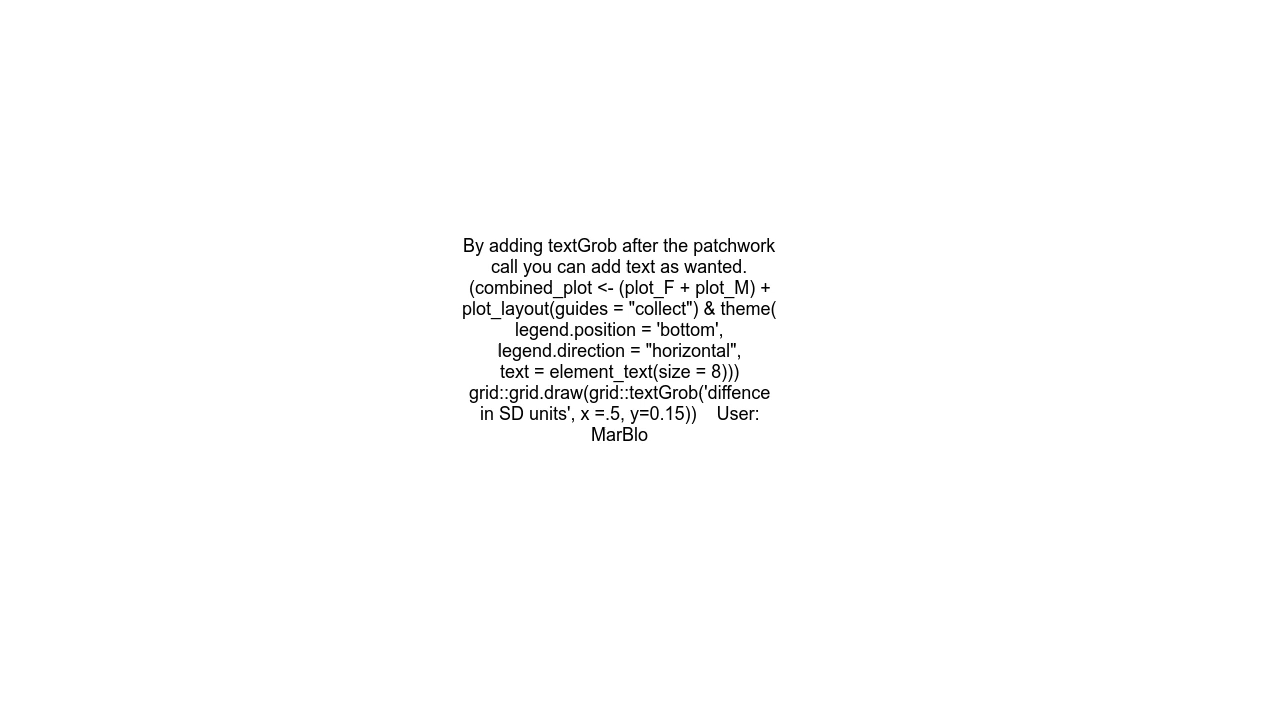 By adding textGrob after the patchwork
call you can add text as wanted.
(combined_plot <- (plot_F + plot_M) +
plot_layout(guides = "collect") & theme(
legend.position = 'bottom',
legend.direction = "horizontal",
text = element_text(size = 8)))
grid::grid.draw(grid::textGrob('diffence
in SD units', x =.5, y=0.15))    User:
MarBlo